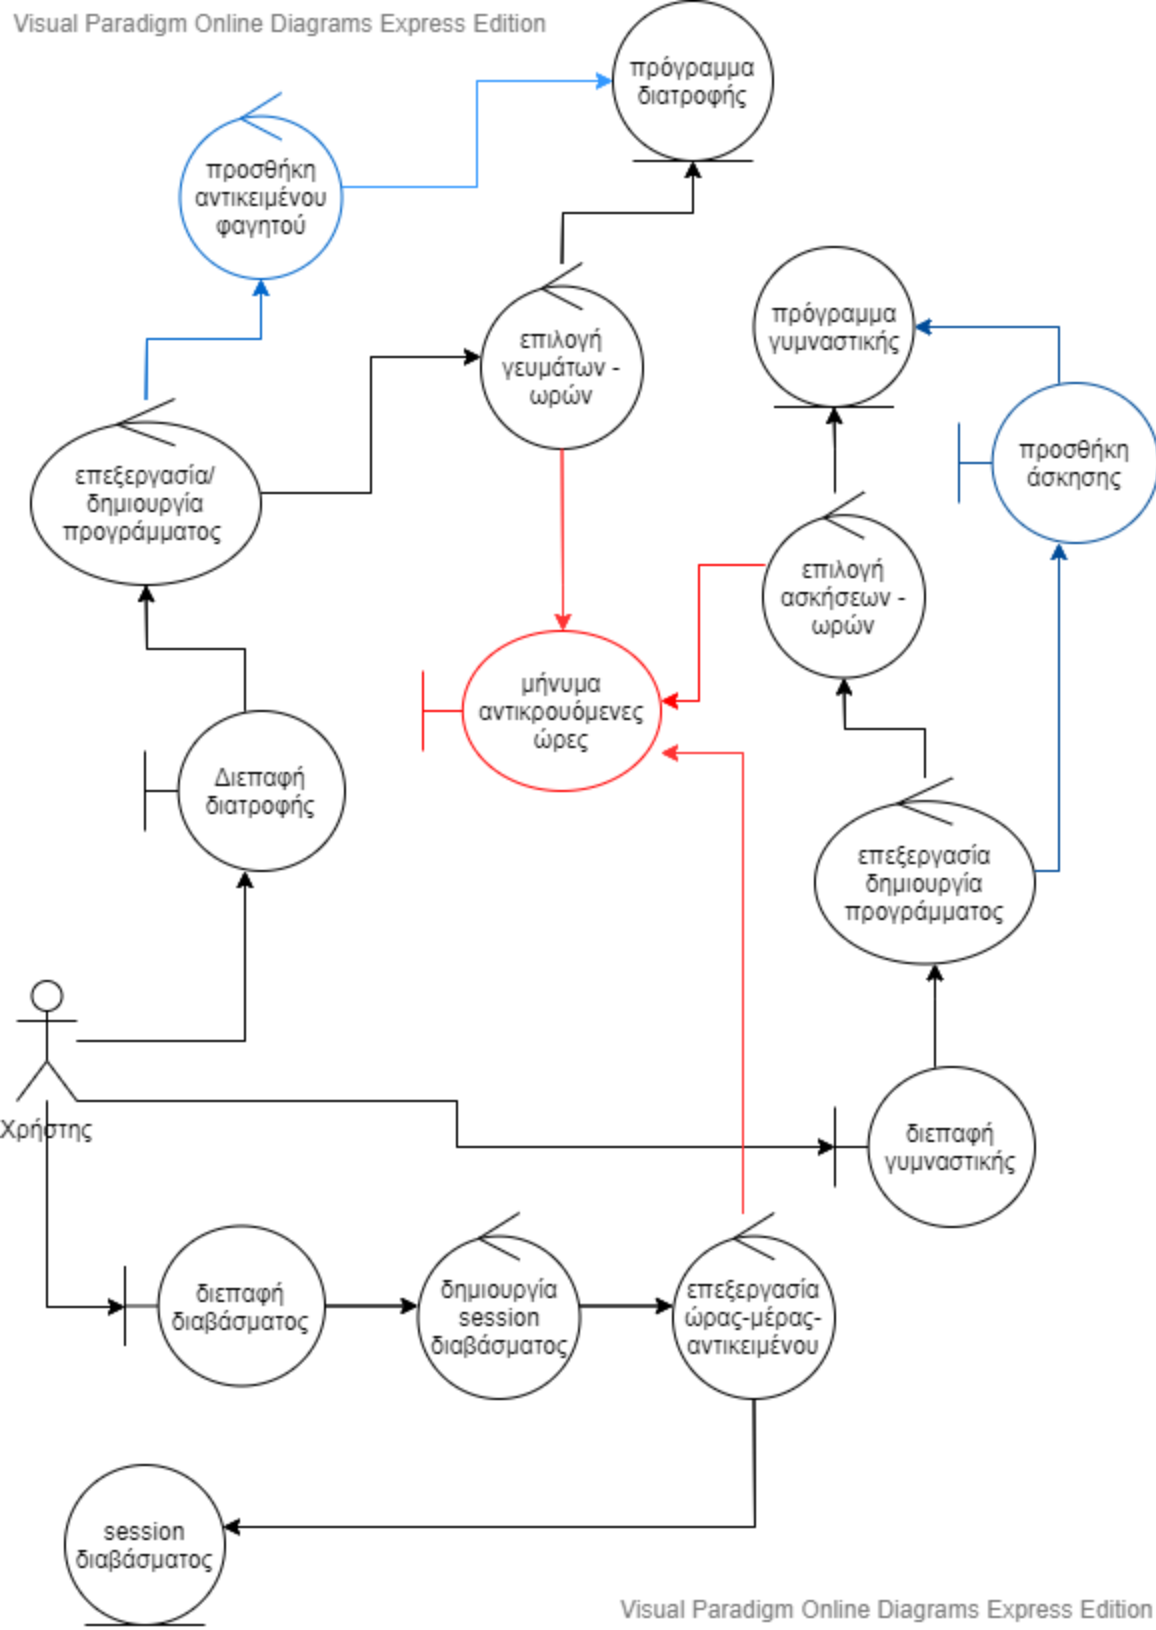 Visual Paradigm Online Diagrams Express Edition
πρόγραμμα
διατροφής
προσθήκη
αντικειμένου
φαγητού
επιλογή
γευμάτων -
ωρών
πρόγραμμα
γυμναστικής
προσθήκη
άσκησης
επεξεργασία/
δημιουργία
προγράμματος
επιλογή
ασκήσεων -
ωρών
μήνυμα
αντικρουόμενες
ώρες
Διεπαφή
διατροφής
επεξεργασία
δημιουργία
προγράμματος
Χρήστης
διεπαφή
γυμναστικής
διεπαφή
διαβάσματος
δημιουργία
session
διαβάσματος
επεξεργασία
ώρας-μέρας-
αντικειμένου
session
διαβάσματος
Visual Paradigm Online Diagrams Express Edition